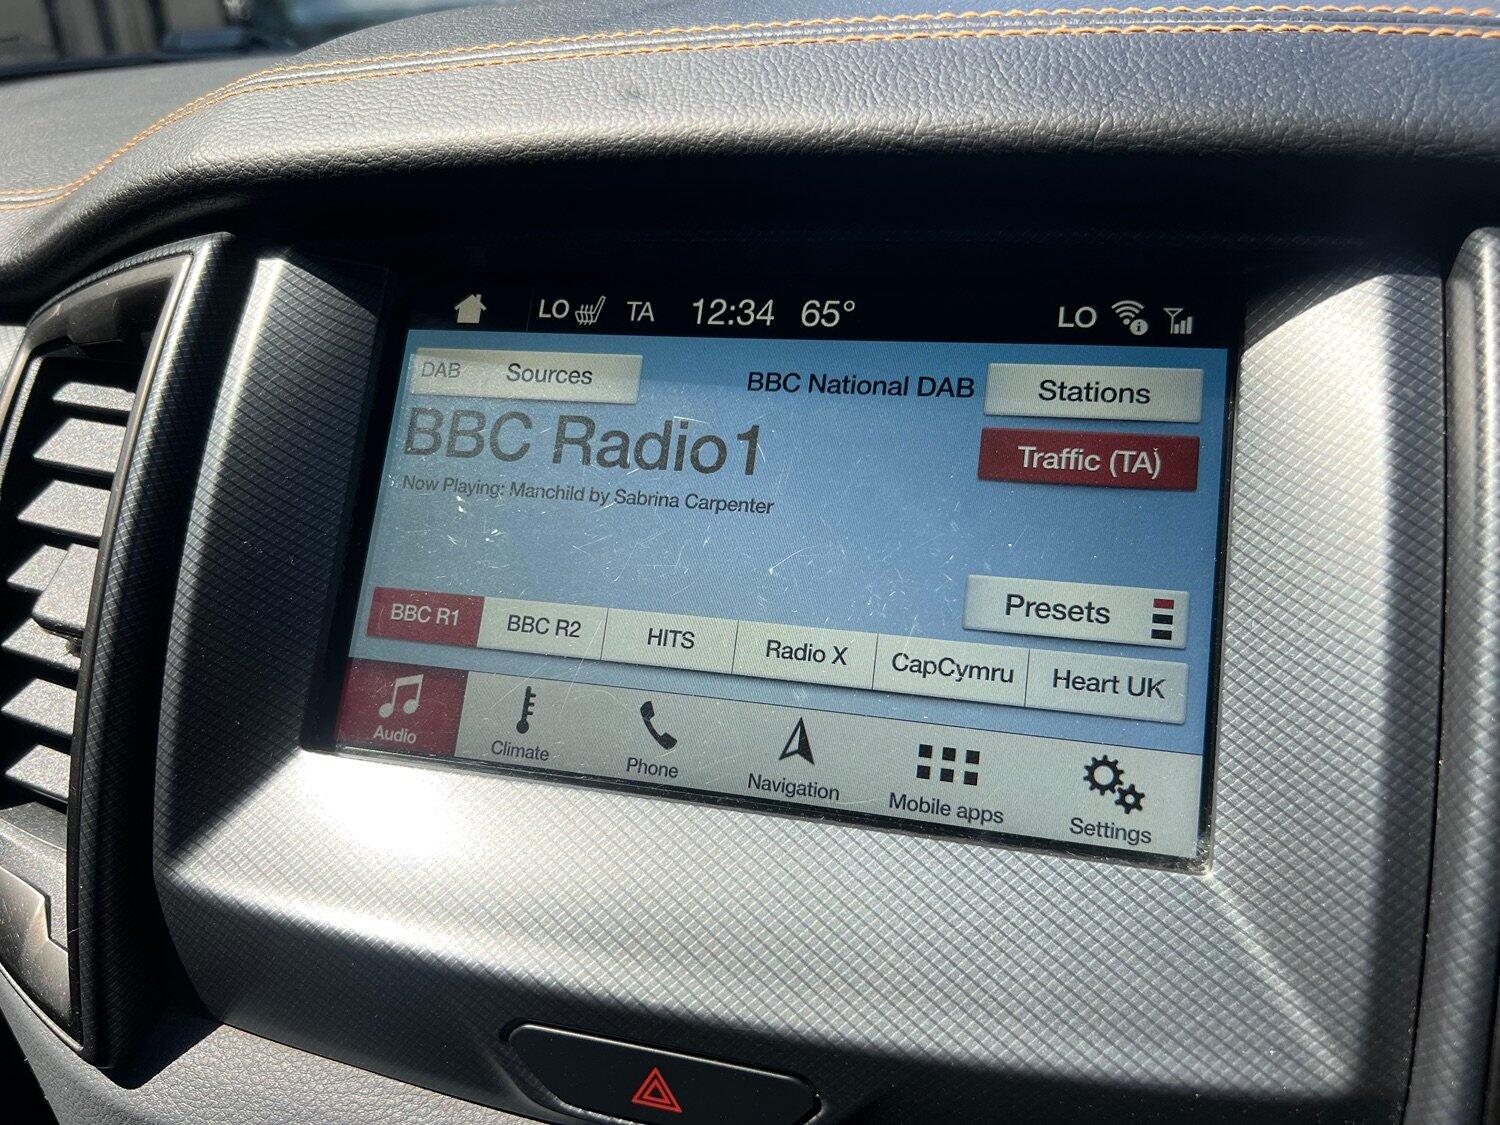 LO TA 12:34 65° LO
DAB Sources
BBC National DAB
Stations
BBC Radio1
Traffic (TA)
Now Playing: Manchild by Sabrina Carpenter
Presets
BBC R1
BBC R2
HITS
Radio X
CapCymru
Heart UK
Audio
Climate
Phone
Navigation
Mobile apps
Settings